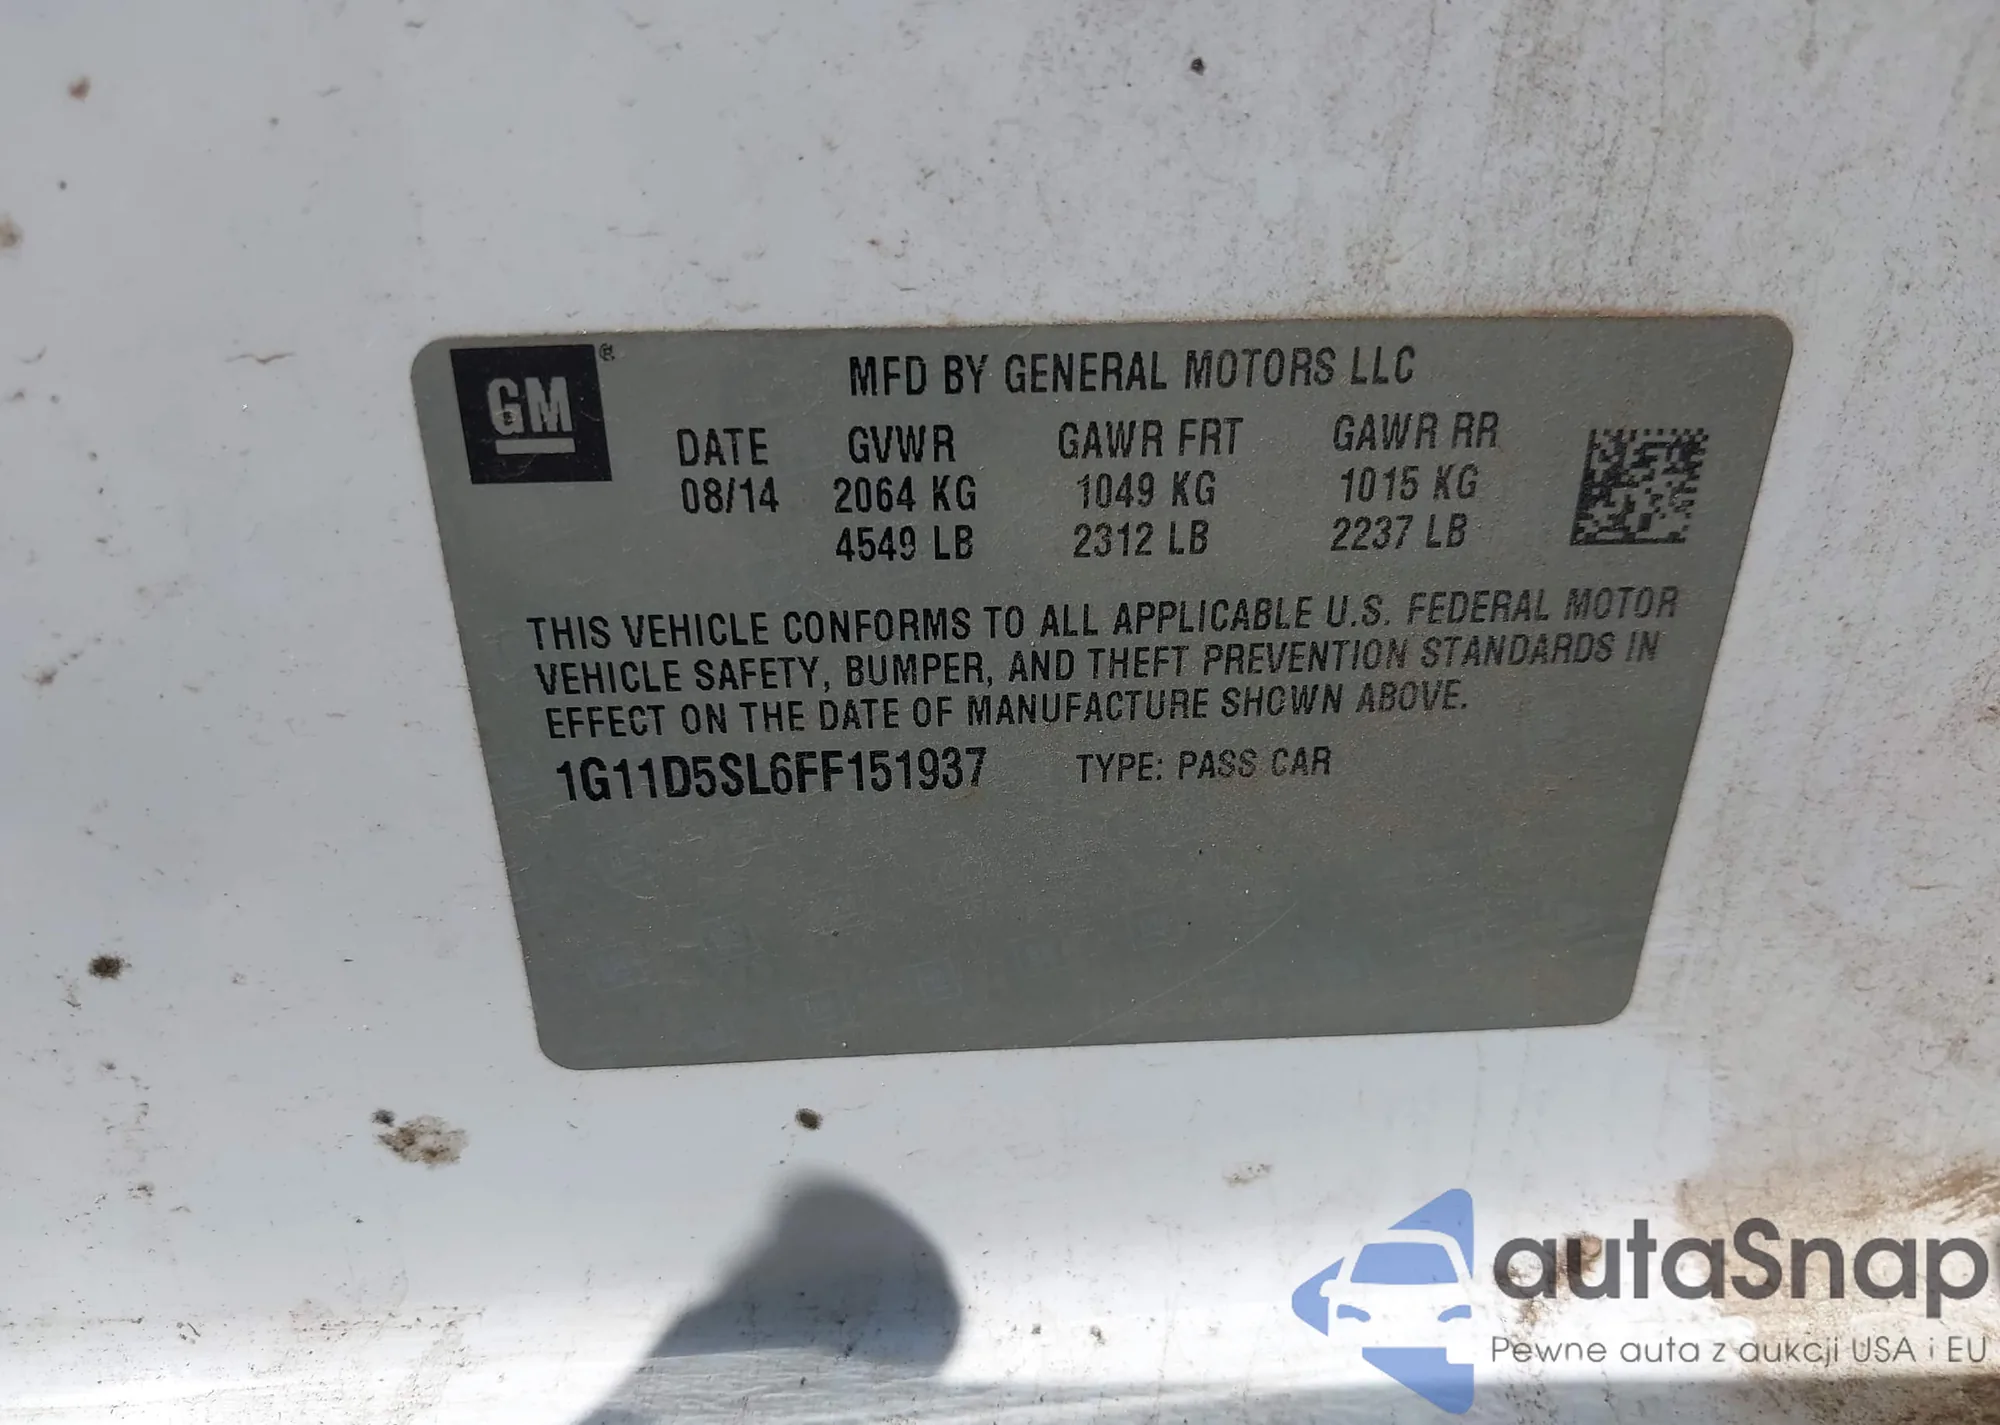 GM ®
MFD BY GENERAL MOTORS LLC
DATE GVWR GAWR FRT GAWR RR
08/14 2064 KG 1049 KG 1015 KG
4549 LB 2312 LB 2237 LB
THIS VEHICLE CONFORMS TO ALL APPLICABLE U.S. FEDERAL MOTOR
VEHICLE SAFETY, BUMPER, AND THEFT PREVENTION STANDARDS IN
EFFECT ON THE DATE OF MANUFACTURE SHOWN ABOVE.
1G11D5SL6FF151937 TYPE: PASS CAR
autaSnap
Pewne auta z aukcji USA i EU